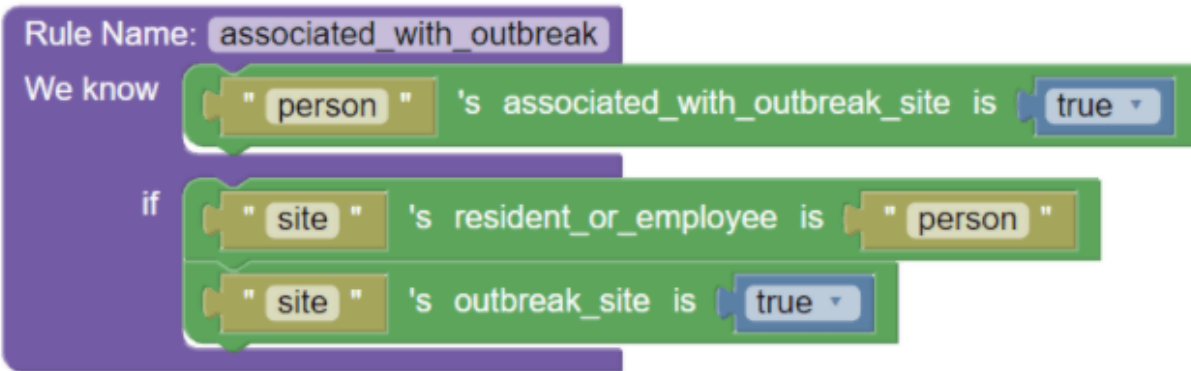 Rule Name: associated_with_outbreak
We know " person " 's associated_with_outbreak_site is true
if " site " 's resident_or_employee is " person "
" site " 's outbreak_site is true